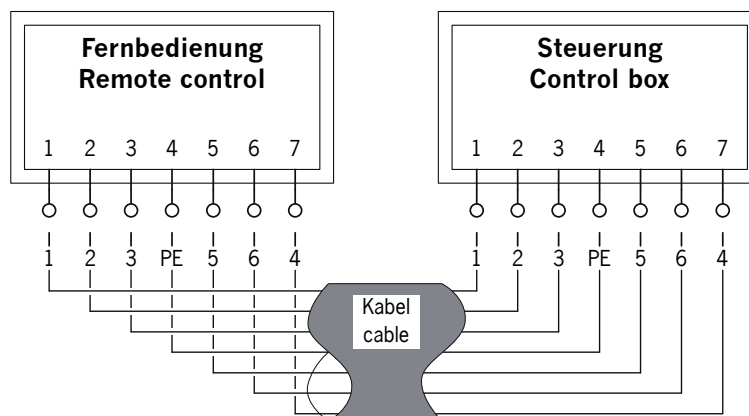 Fernbedienung
Remote control
1 2 3 4 5 6 7
1 2 3 PE 5 6 4
Steuerung
Control box
1 2 3 4 5 6 7
1 2 3 PE 5 6 4
Kabel
cable